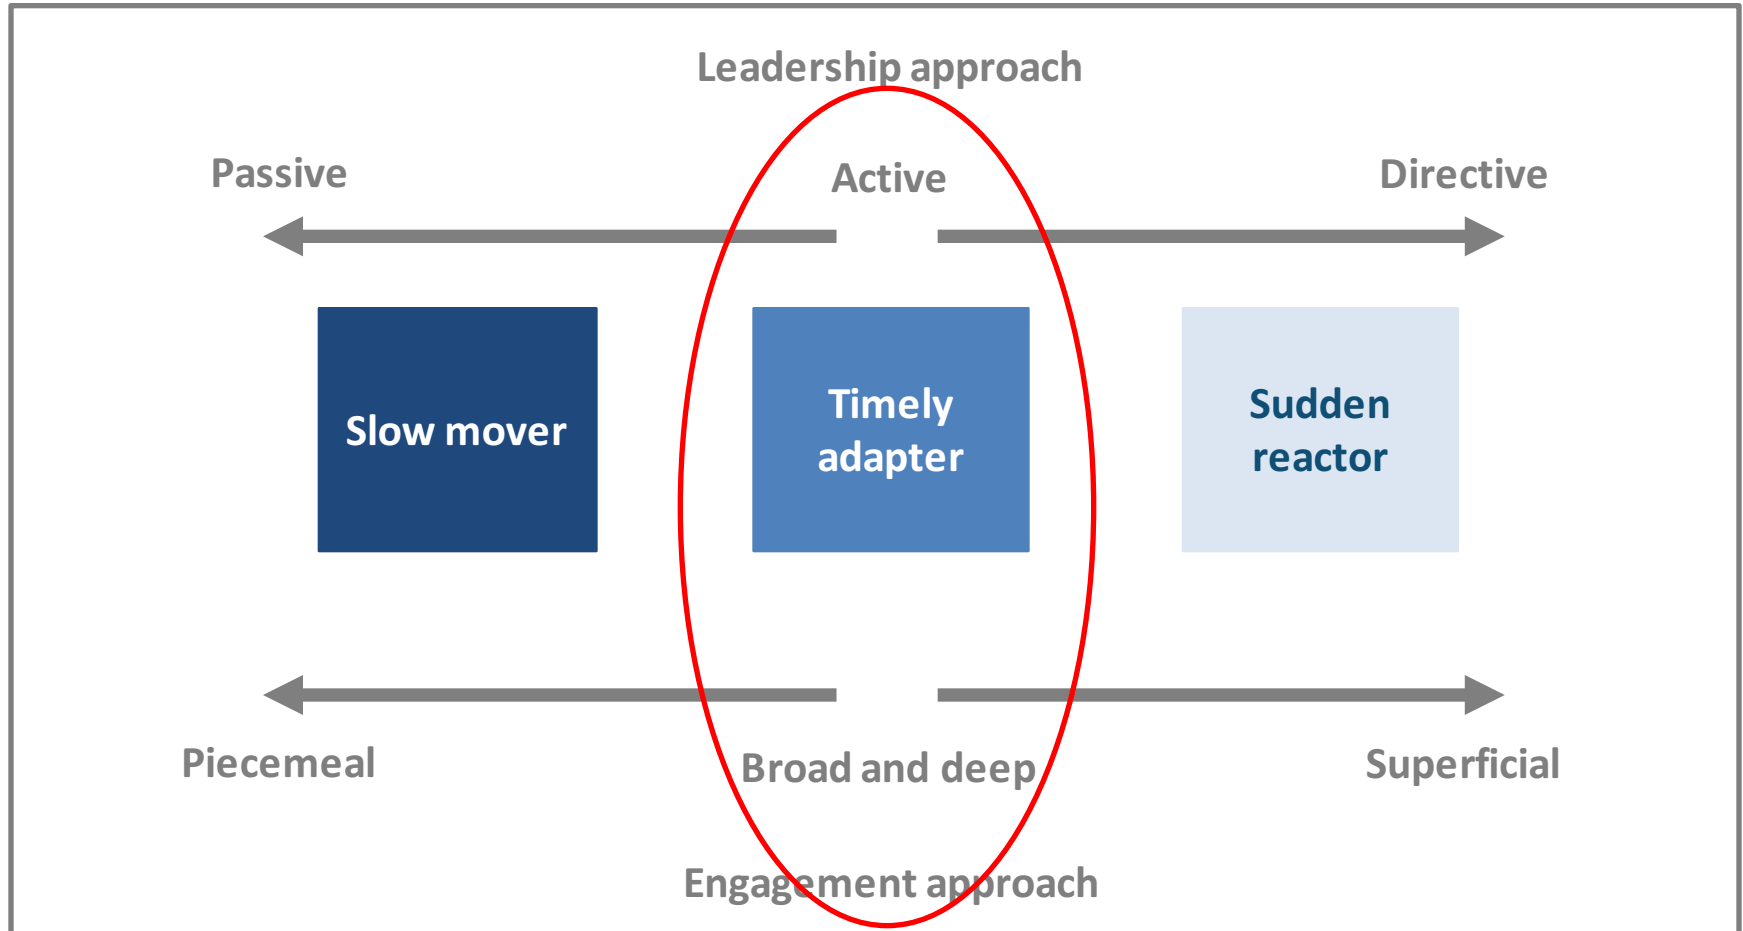 Leadership approach
Passive
Active
Directive
Slow mover
Timely
adapter
Sudden
reactor
Piecemeal
Broad and deep
Superficial
Engagement approach